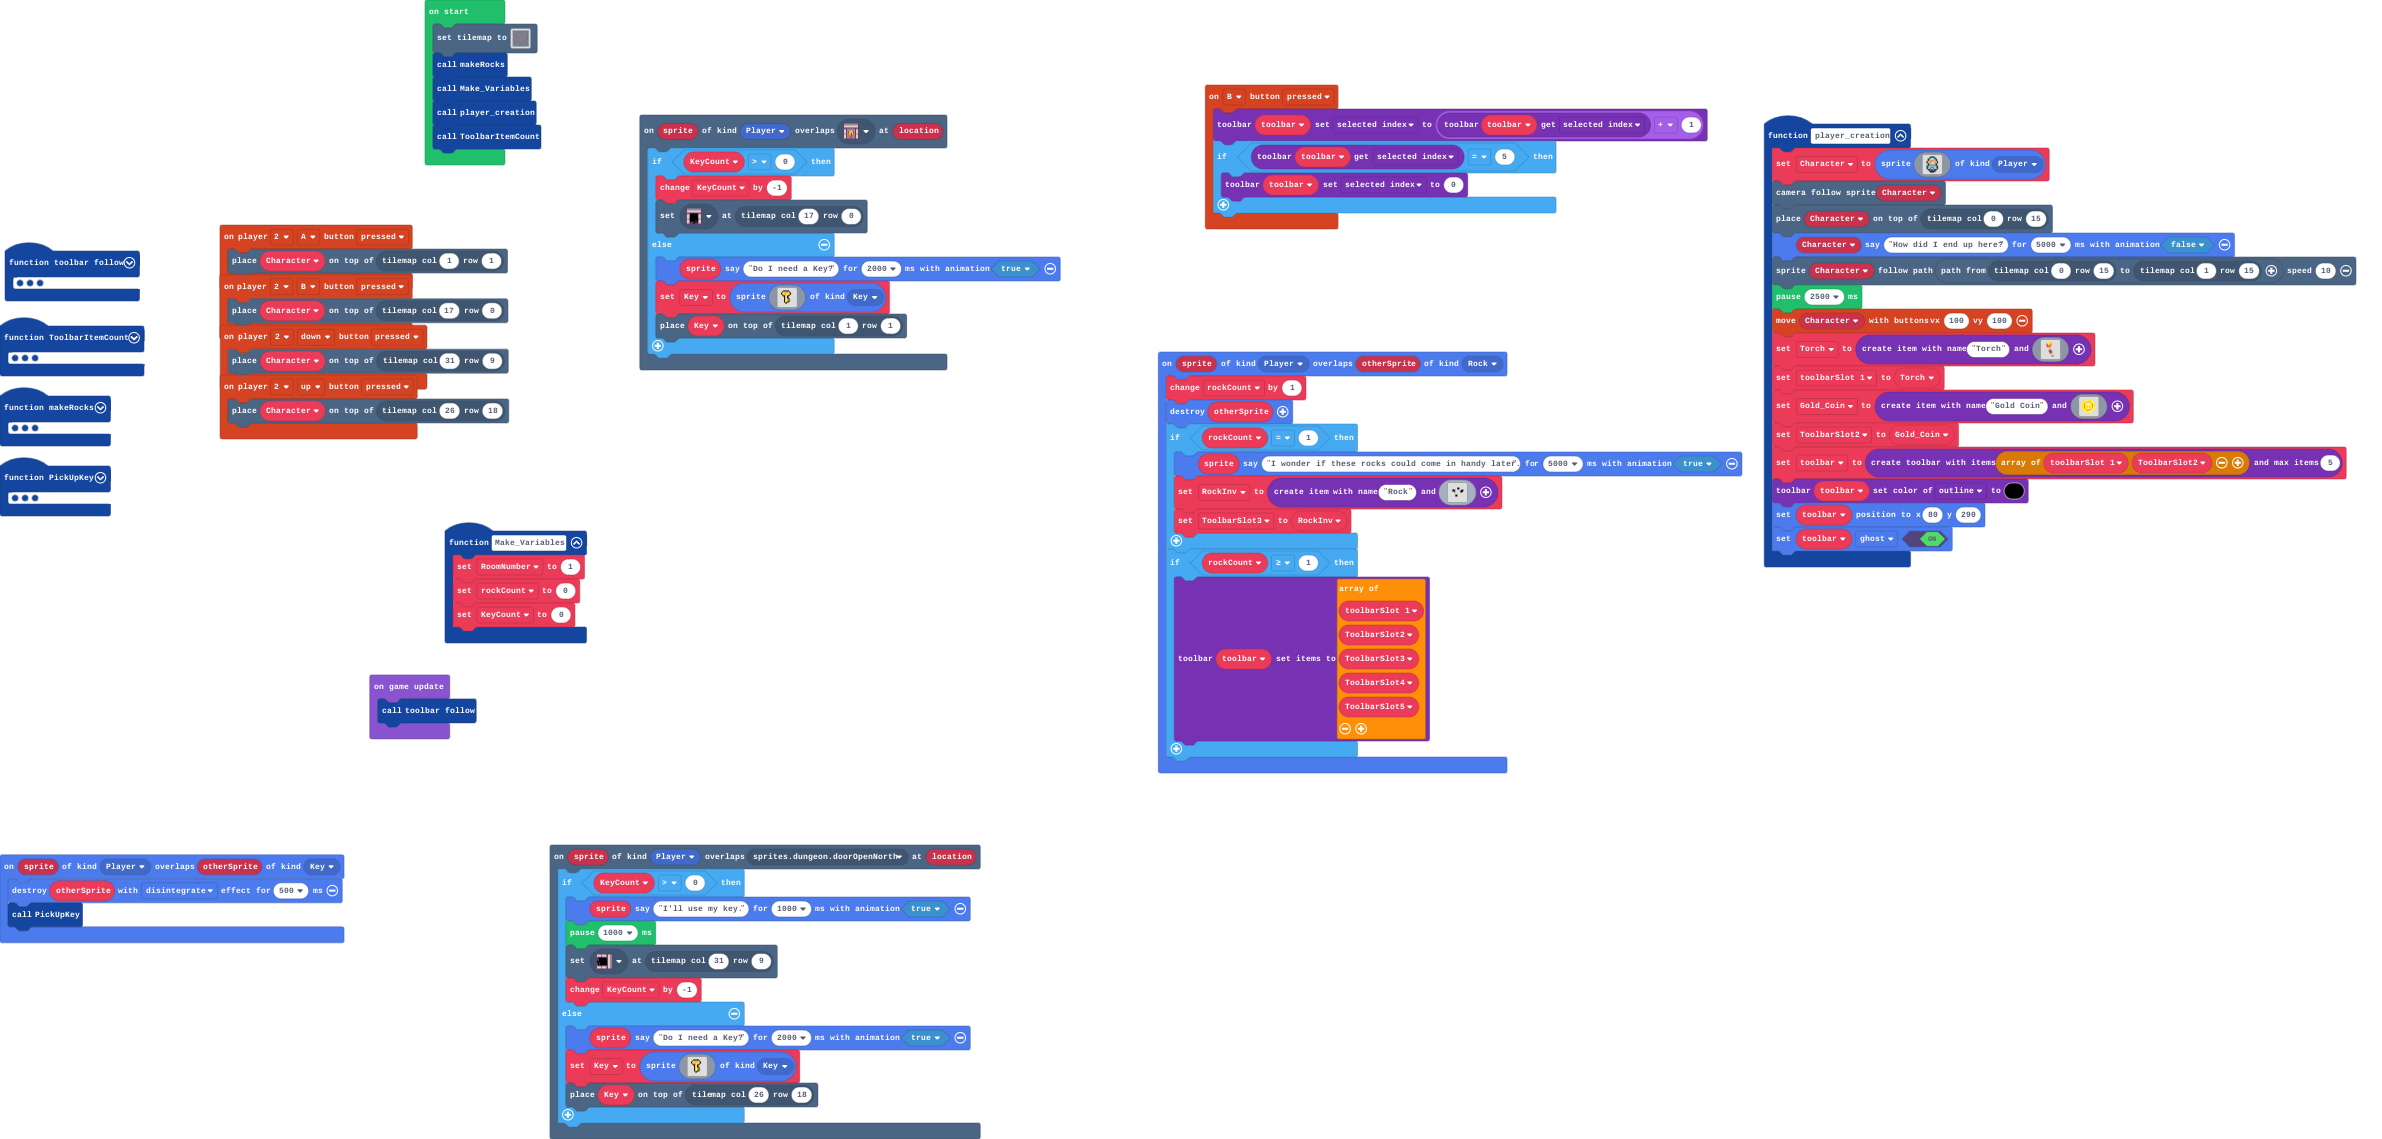 on start
set tilemap to
call makeRocks
call Make_Variables
call player_creation
call ToolbarItemCount
function toolbar follow
function ToolbarItemCount
function makeRocks
function PickUpKey
on player 2 A button pressed
place Character on top of tilemap col 1 row 1
on player 2 B button pressed
place Character on top of tilemap col 17 row 0
on player 2 down button pressed
place Character on top of tilemap col 31 row 9
on player 2 up button pressed
place Character on top of tilemap col 26 row 18
function Make_Variables
set RoomNumber to 1
set rockCount to 0
set KeyCount to 0
on game update
call toolbar follow
on sprite of kind Player overlaps at location
if KeyCount > 0 then
change KeyCount by -1
set at tilemap col 17 row 0
else
sprite say "Do I need a Key?" for 2000 ms with animation true
set Key to sprite of kind Key
place Key on top of tilemap col 1 row 1
on B button pressed
toolbar toolbar set selected index to toolbar toolbar get selected index + 1
if toolbar toolbar get selected index = 5 then
toolbar toolbar set selected index to 0
on sprite of kind Player overlaps otherSprite of kind Rock
change rockCount by 1
destroy otherSprite
if rockCount = 1 then
sprite say "I wonder if these rocks could come in handy later." for 5000 ms with animation true
set RockInv to create item with name "Rock" and
set ToolbarSlot3 to RockInv
if rockCount ≥ 1 then
toolbar toolbar set items to array of
toolbarSlot 1
ToolbarSlot2
ToolbarSlot3
ToolbarSlot4
ToolbarSlot5
function player_creation
set Character to sprite of kind Player
camera follow sprite Character
place Character on top of tilemap col 0 row 15
Character say "How did I end up here?" for 5000 ms with animation false
sprite Character follow path path from tilemap col 0 row 15 to tilemap col 1 row 15 speed 10
pause 2500 ms
move Character with buttons vx 100 vy 100
set Torch to create item with name "Torch" and
set toolbarSlot 1 to Torch
set Gold_Coin to create item with name "Gold Coin" and
set ToolbarSlot2 to Gold_Coin
set toolbar to create toolbar with items array of toolbarSlot 1 ToolbarSlot2 and max items 5
toolbar toolbar set color of outline to
set toolbar position to x 80 y 290
set toolbar ghost ON
on sprite of kind Player overlaps otherSprite of kind Key
destroy otherSprite with disintegrate effect for 500 ms
call PickUpKey
on sprite of kind Player overlaps sprites.dungeon.doorOpenNorth at location
if KeyCount > 0 then
sprite say "I'll use my key." for 1000 ms with animation true
pause 1000 ms
set at tilemap col 31 row 9
change KeyCount by -1
else
sprite say "Do I need a Key?" for 2000 ms with animation true
set Key to sprite of kind Key
place Key on top of tilemap col 26 row 18